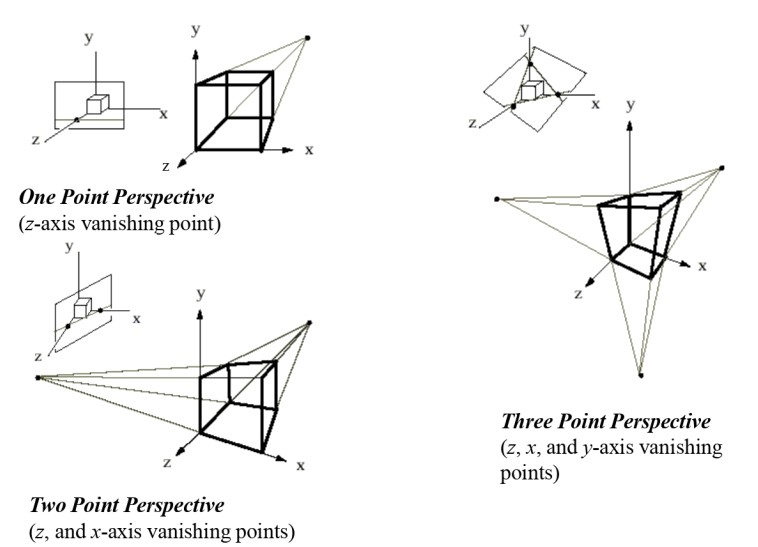 y
x
z
y
x
z
One Point Perspective
(z-axis vanishing point)
y
x
z
y
x
z
Two Point Perspective
(z, and x-axis vanishing points)
y
x
z
y
x
z
Three Point Perspective
(z, x, and y-axis vanishing
points)